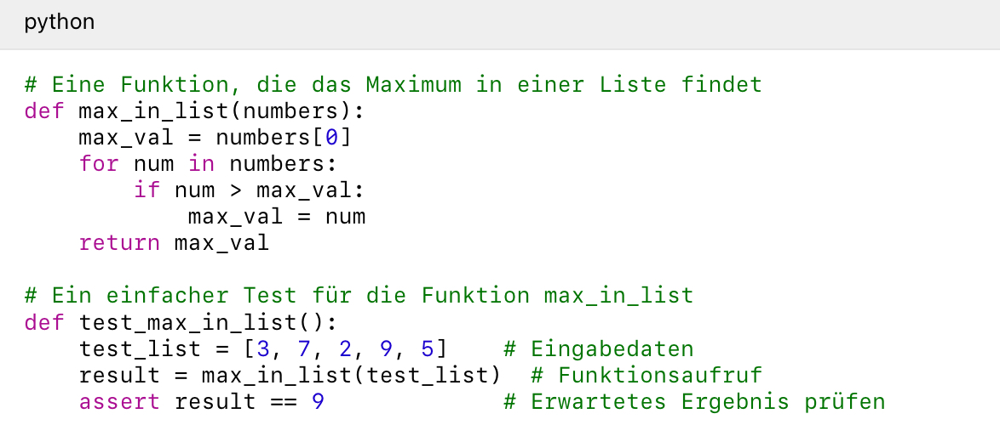 python
# Eine Funktion, die das Maximum in einer Liste findet
def max_in_list(numbers):
    max_val = numbers[0]
    for num in numbers:
        if num > max_val:
            max_val = num
    return max_val
# Ein einfacher Test für die Funktion max_in_list
def test_max_in_list():
    test_list = [3, 7, 2, 9, 5]    # Eingabedaten
    result = max_in_list(test_list)  # Funktionsaufruf
    assert result == 9             # Erwartetes Ergebnis prüfen